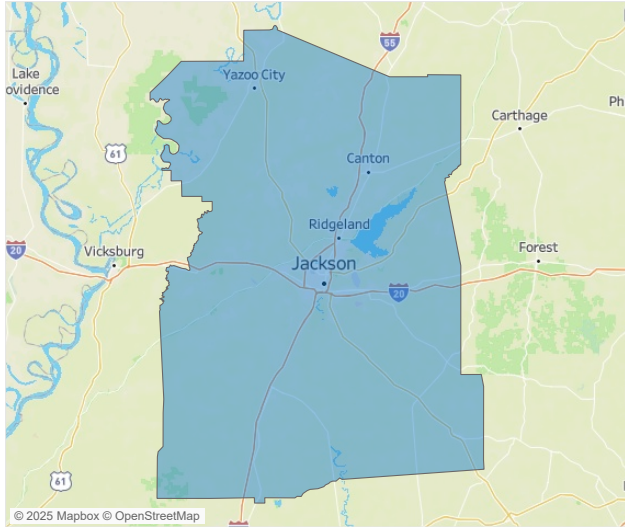 55
Lake
ovidence
Yazoo City
Carthage
Ph
61
Canton
Ridgeland
20
Vicksburg
Forest
Jackson
20
61
© 2025 Mapbox © OpenStreetMap